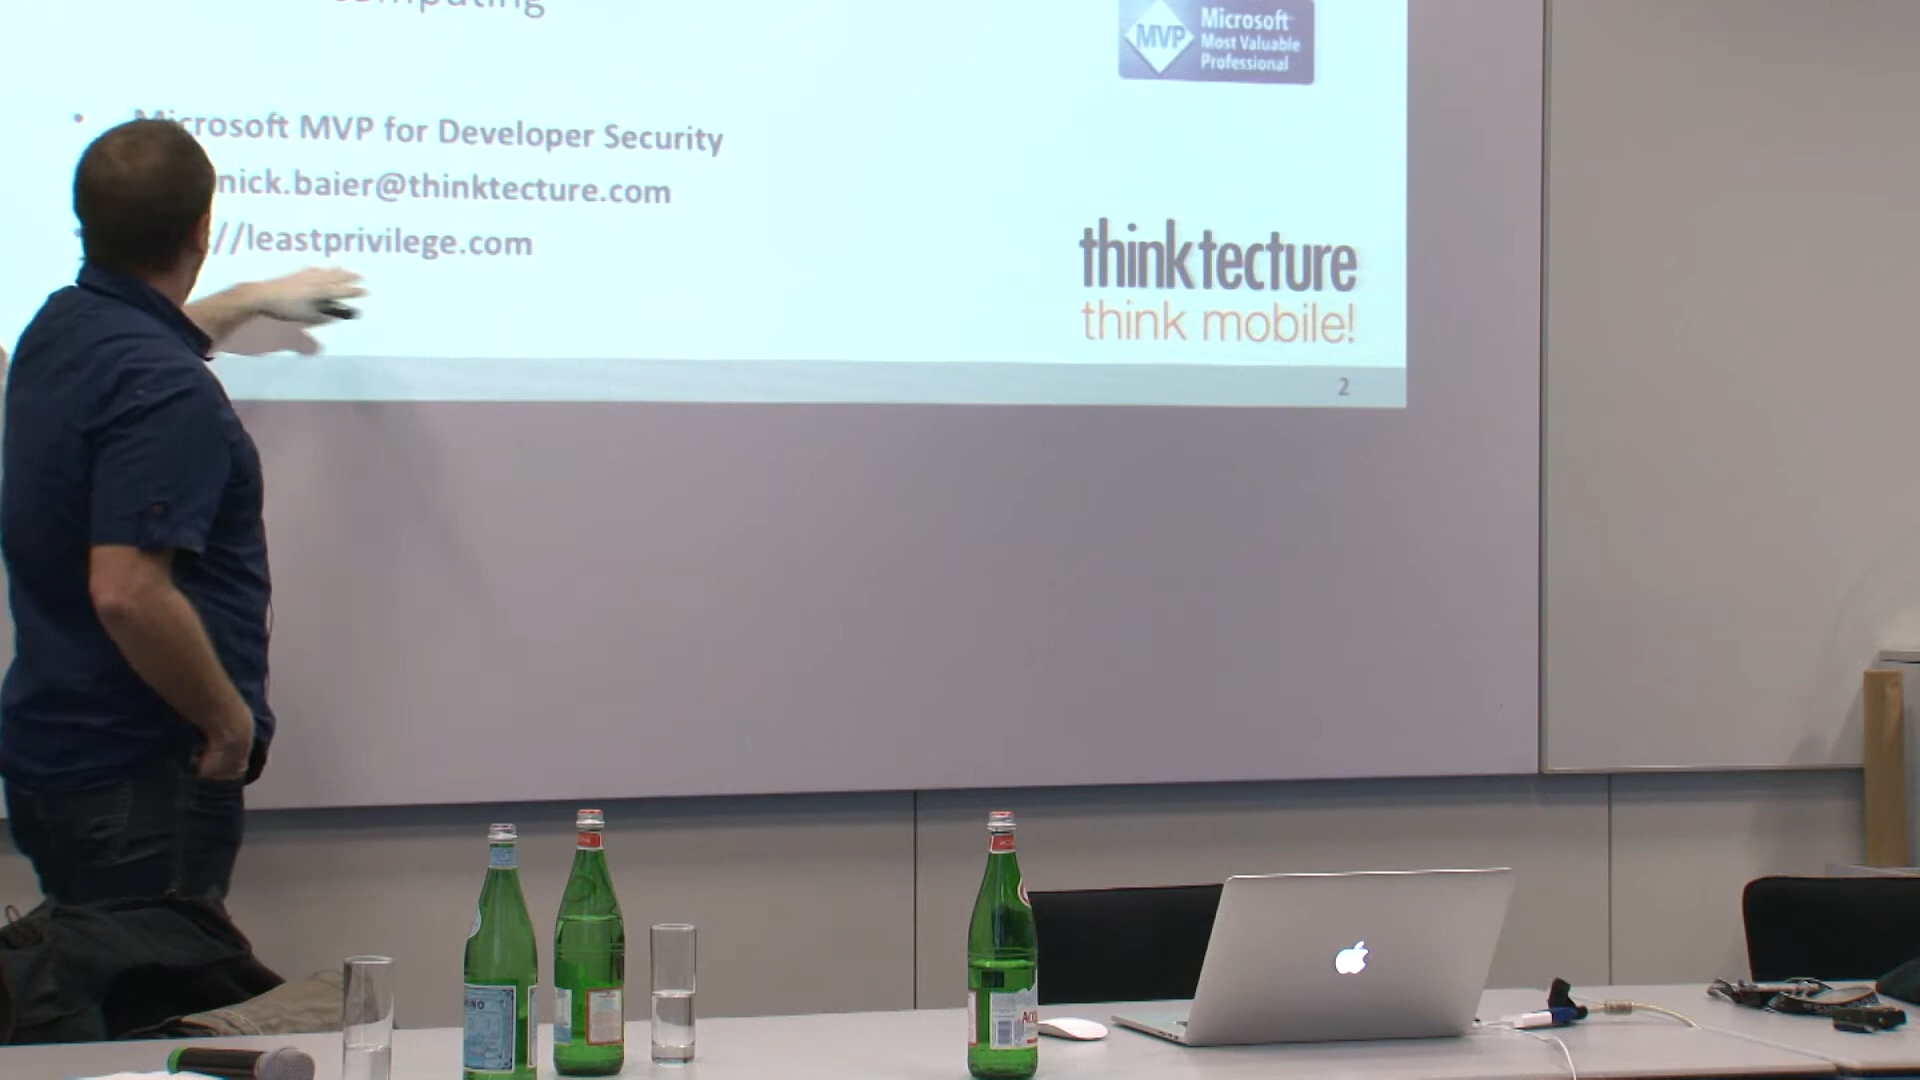 computing
Microsoft
Most Valuable
Professional
MVP
• Microsoft MVP for Developer Security
nick.baier@thinktecture.com
//leastprivilege.com
thinktecture
think mobile!
2